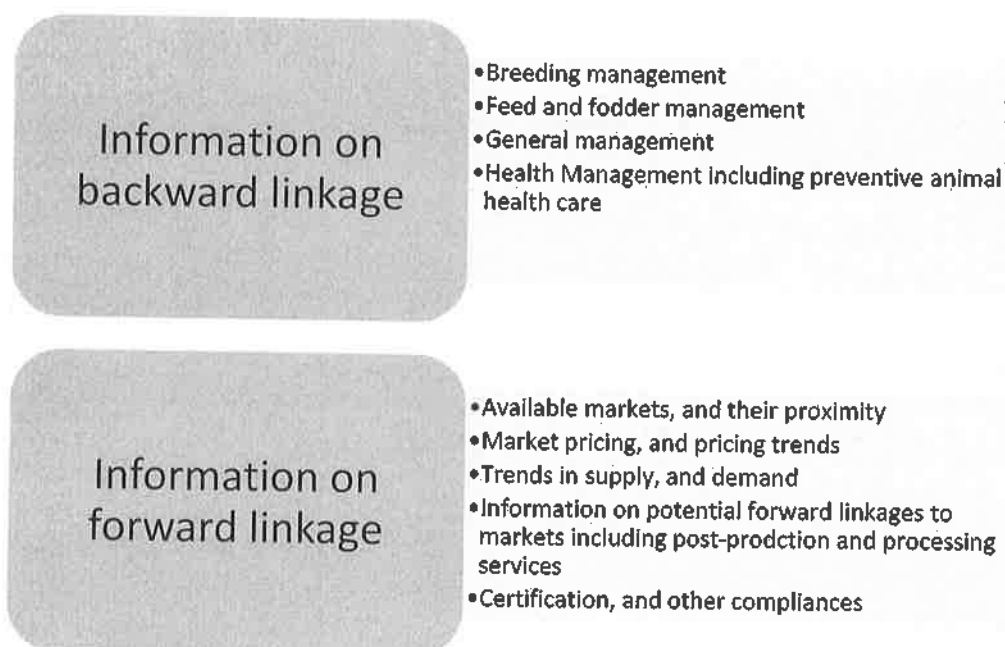 Information on
backward linkage
•Breeding management
•Feed and fodder management
•General management
•Health Management including preventive animal
health care
Information on
forward linkage
•Available markets, and their proximity
•Market pricing, and pricing trends
•Trends in supply, and demand
•Information on potential forward linkages to
markets including post-prodction and processing
services
•Certification, and other compliances